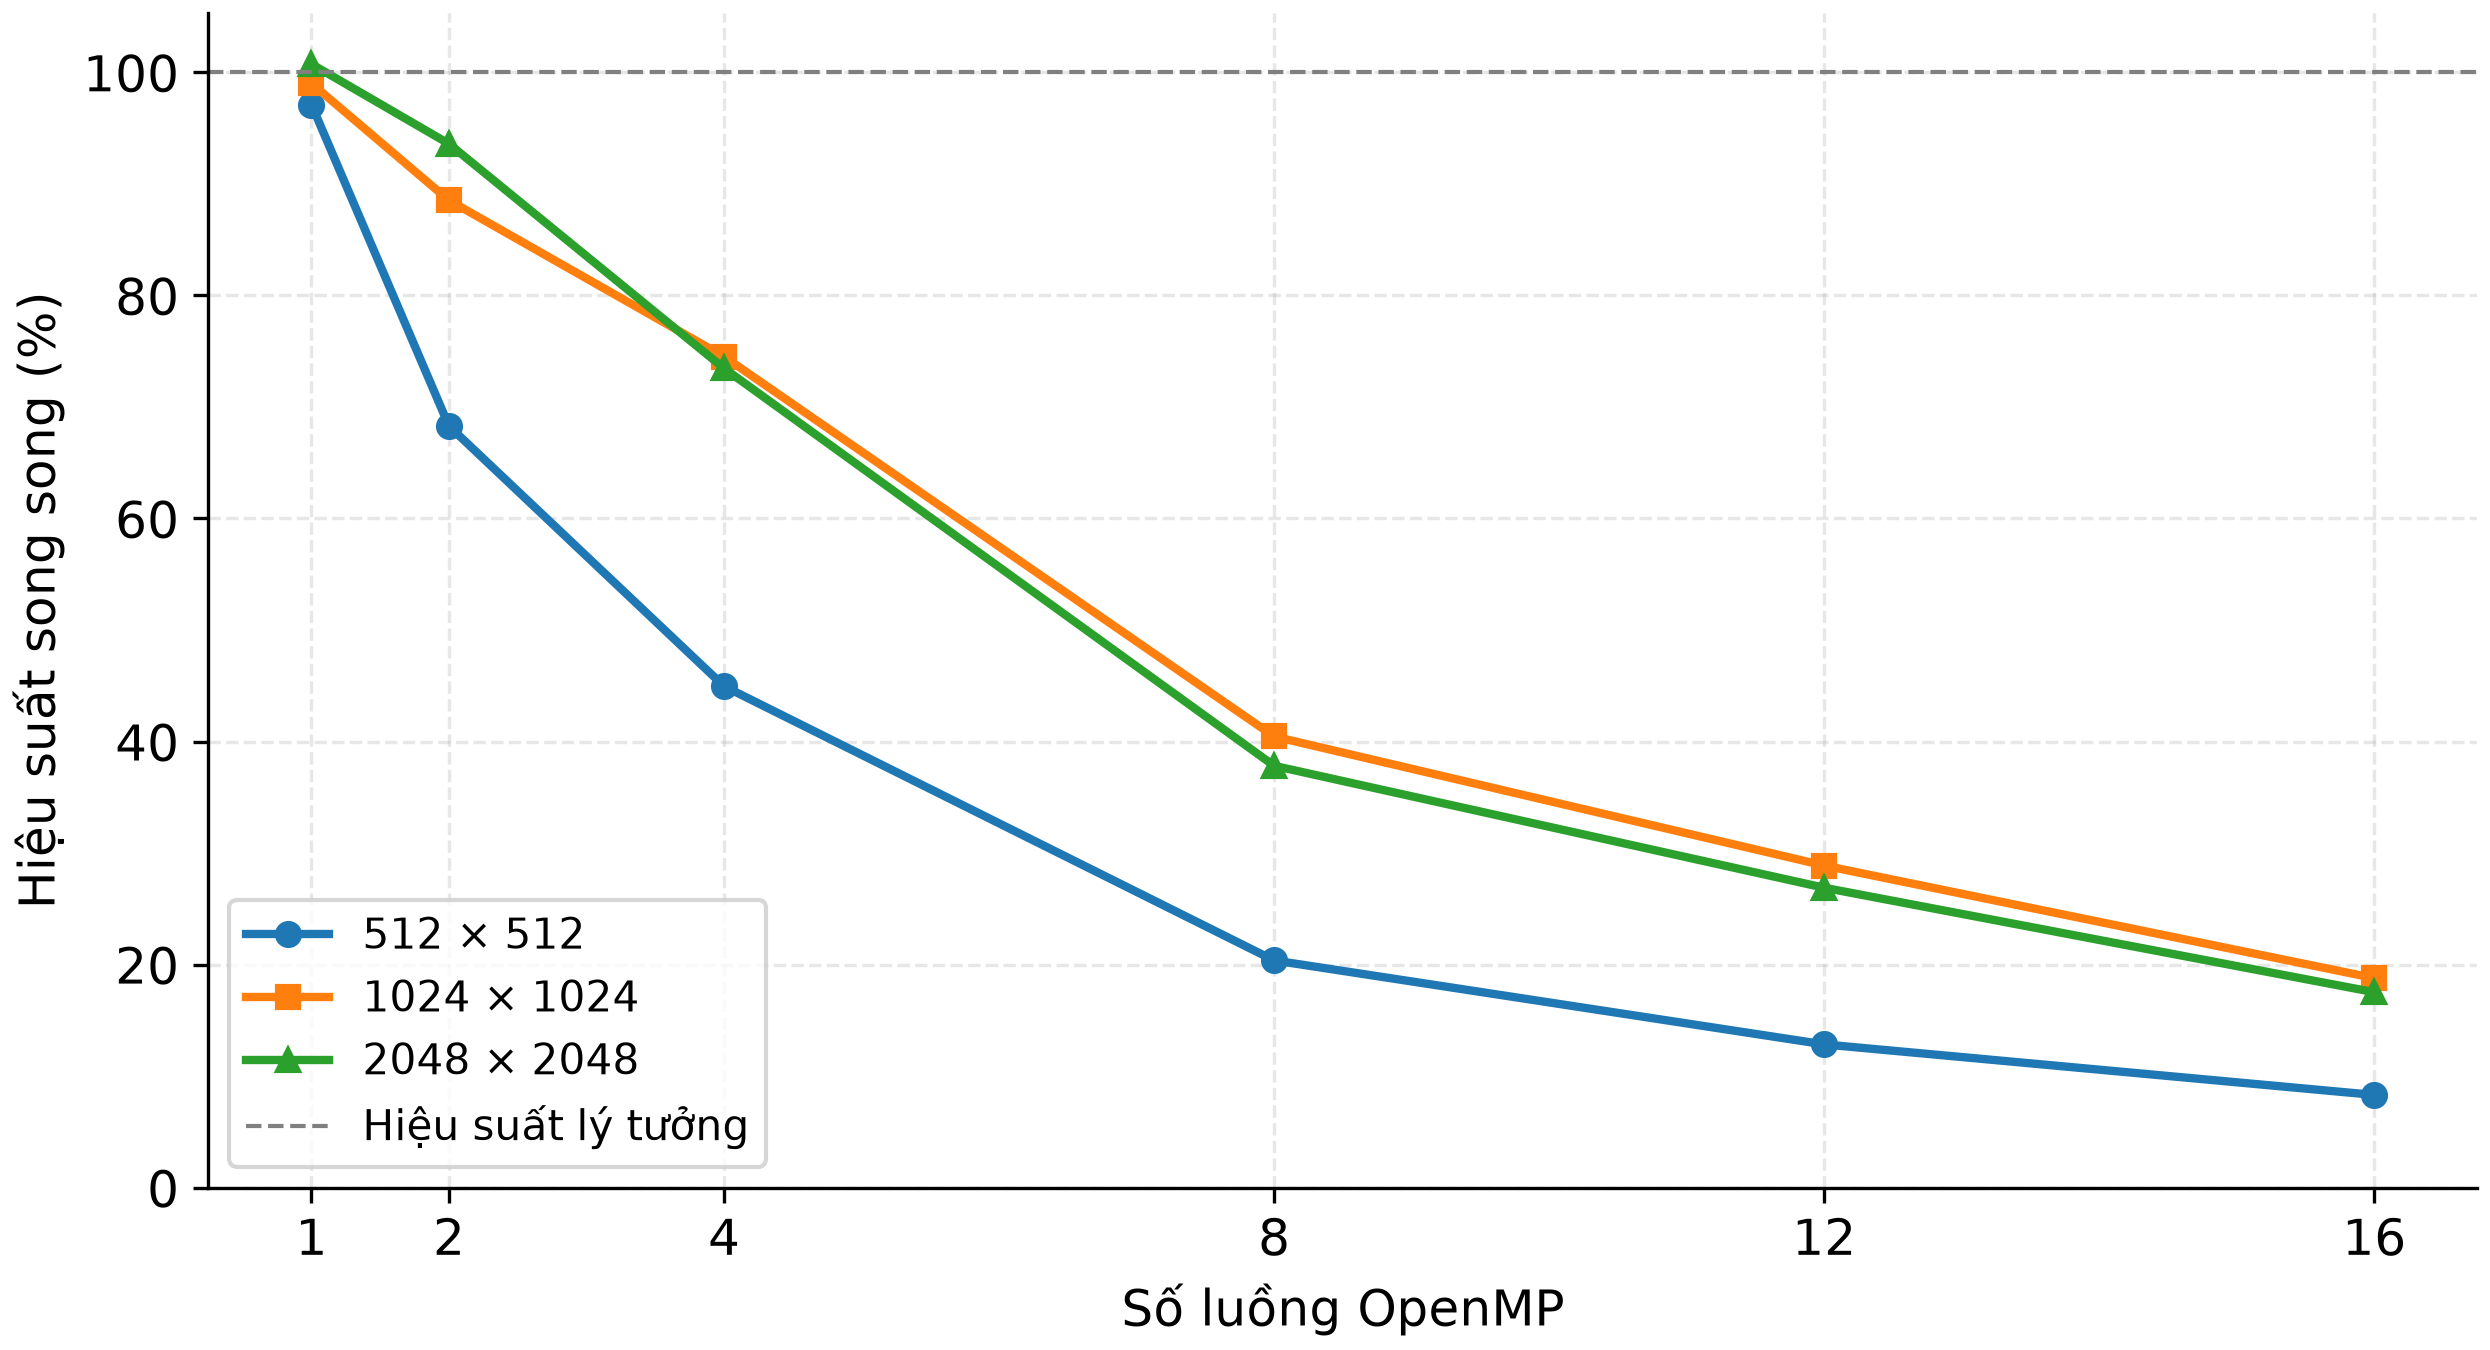 Hiệu suất song song (%)
100
80
60
40
20
0
512 × 512
1024 × 1024
2048 × 2048
Hiệu suất lý tưởng
1 2 4 8 12 16
Số luồng OpenMP